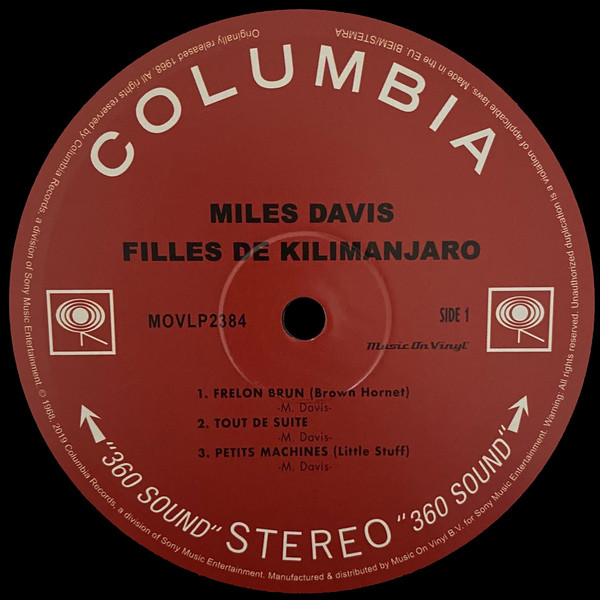 COLUMBIA
MILES DAVIS
FILLES DE KILIMANJARO
MOVLP2384
SIDE 1
Music On Vinyl
1. FRELON BRUN (Brown Hornet)
-M. Davis-
2. TOUT DE SUITE
-M. Davis-
3. PETITS MACHINES (Little Stuff)
-M. Davis-
"360 SOUND" STEREO "360 SOUND"
Originally released 1968. All rights reserved by Columbia Records, a division of Sony Music Entertainment. © 1968, 2019 Columbia Records, a division of Sony Music Entertainment. Manufactured & distributed by Music On Vinyl B.V. for Sony Music Entertainment. Warning: All rights reserved. Unauthorized duplication is a violation of applicable laws. Made in the EU. BIEM/STEMRA